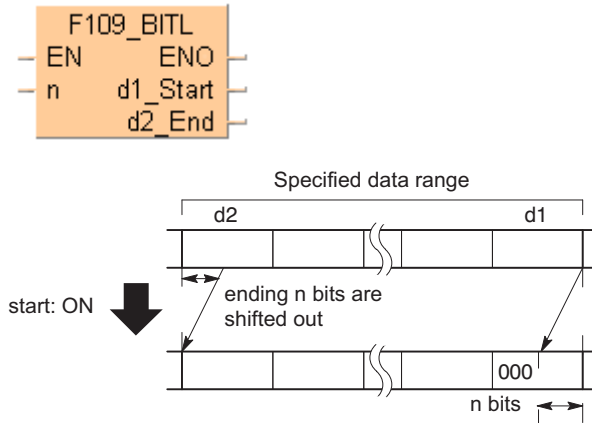 F109_BITL
EN ENO
n d1_Start
d2_End
Specified data range
d2 d1
start: ON
ending n bits are
shifted out
000
n bits